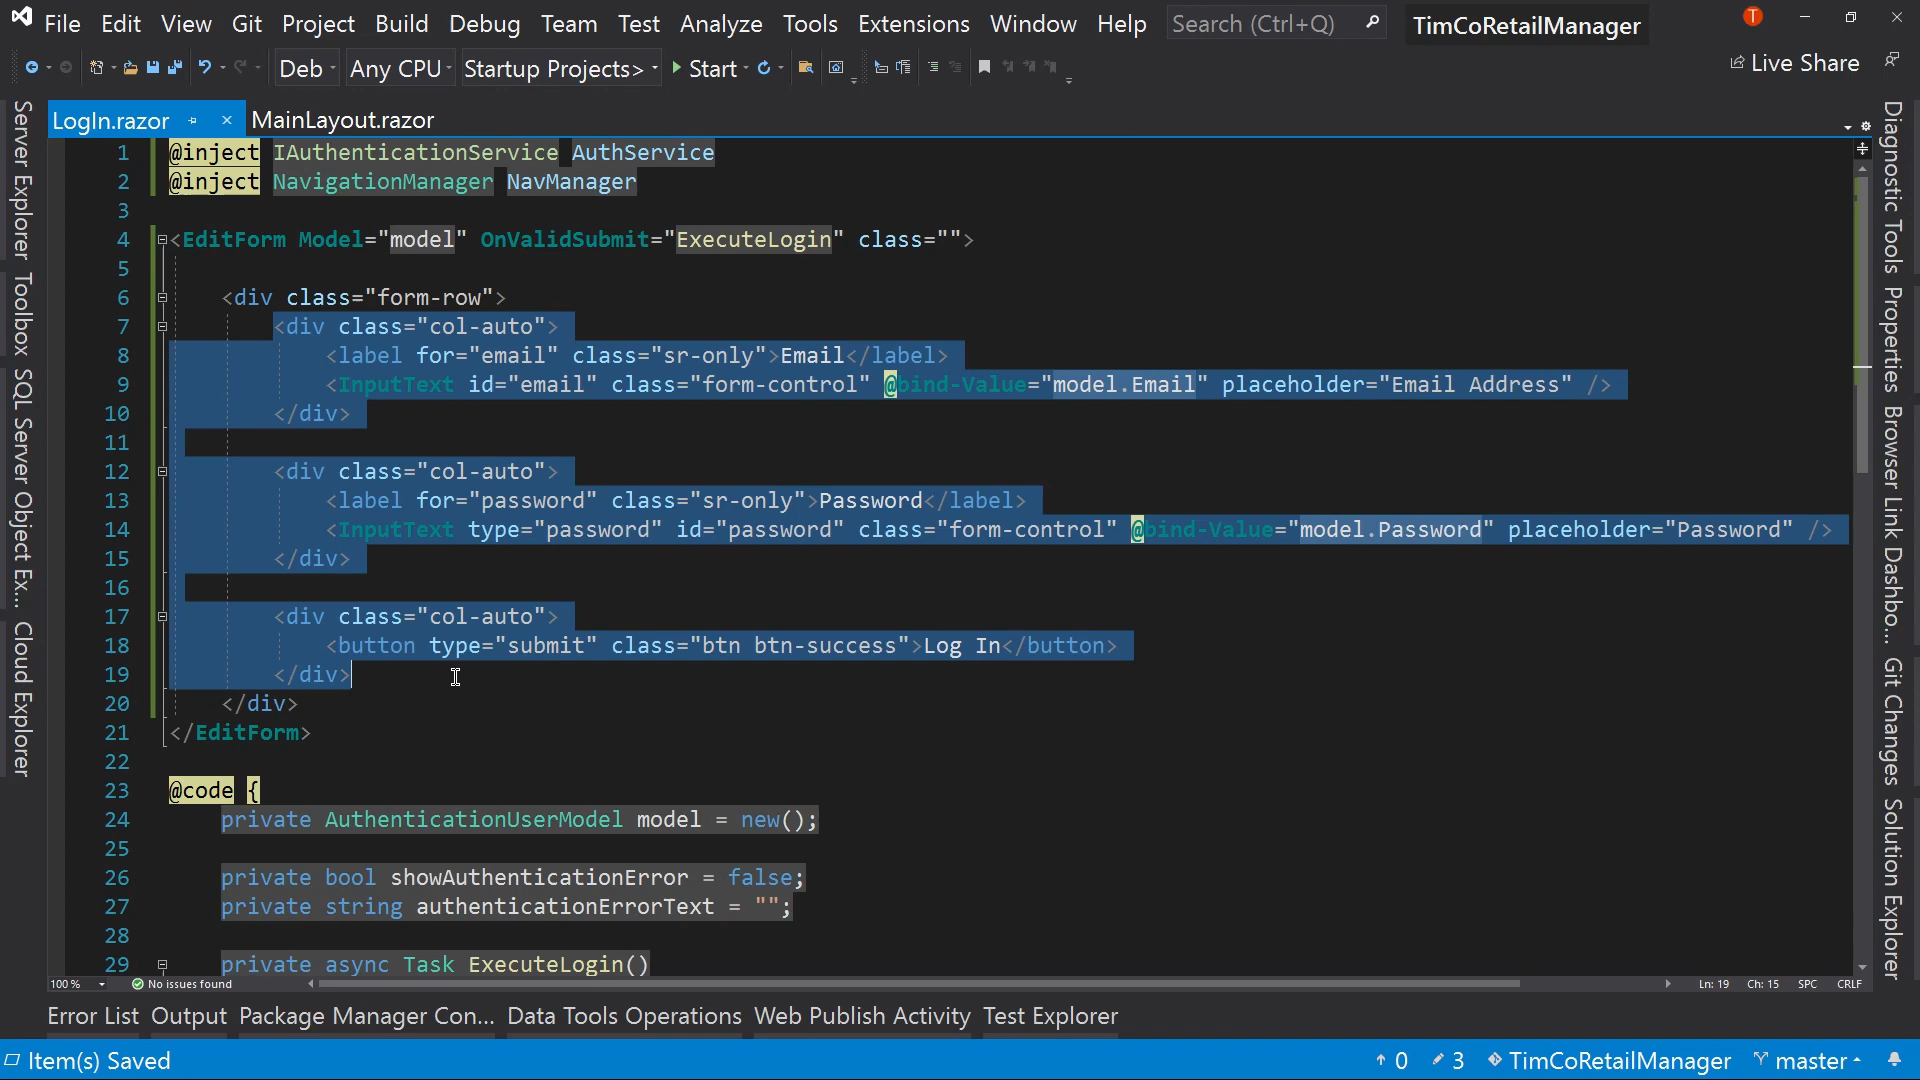 File Edit View Git Project Build Debug Team Test Analyze Tools Extensions Window Help Search (Ctrl+Q) TimCoRetailManager T
Deb Any CPU Startup Projects> Start Live Share
LogIn.razor MainLayout.razor
1 @inject IAuthenticationService AuthService
2 @inject NavigationManager NavManager
3
4 <EditForm Model="model" OnValidSubmit="ExecuteLogin" class="">
5
6 <div class="form-row">
7 <div class="col-auto">
8 <label for="email" class="sr-only">Email</label>
9 <InputText id="email" class="form-control" @bind-Value="model.Email" placeholder="Email Address" />
10 </div>
11
12 <div class="col-auto">
13 <label for="password" class="sr-only">Password</label>
14 <InputText type="password" id="password" class="form-control" @bind-Value="model.Password" placeholder="Password" />
15 </div>
16
17 <div class="col-auto">
18 <button type="submit" class="btn btn-success">Log In</button>
19 </div>
20 </div>
21 </EditForm>
22
23 @code {
24 private AuthenticationUserModel model = new();
25
26 private bool showAuthenticationError = false;
27 private string authenticationErrorText = "";
28
29 private async Task ExecuteLogin()
Server Explorer
Toolbox
SQL Server Object Ex...
Cloud Explorer
Diagnostic Tools
Properties
Browser Link Dashbo...
Git Changes
Solution Explorer
100 % No issues found Ln: 19 Ch: 15 SPC CRLF
Error List Output Package Manager Con... Data Tools Operations Web Publish Activity Test Explorer
Item(s) Saved 0 3 TimCoRetailManager master